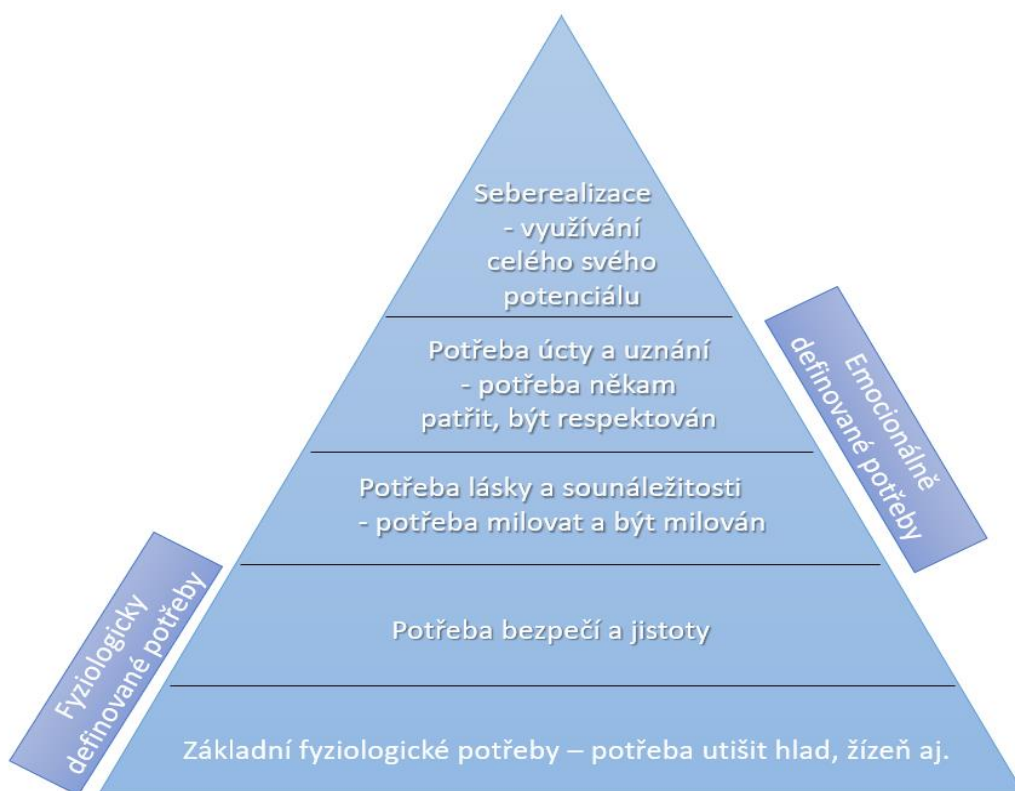 Seberealizace
- využívání
celého svého
potenciálu
Potřeba úcty a uznání
- potřeba někam
patřit, být respektován
Emocionálně
definované potřeby
Potřeba lásky a sounáležitosti
- potřeba milovat a být milován
Fyziologicky
definované potřeby
Potřeba bezpečí a jistoty
Základní fyziologické potřeby – potřeba utišit hlad, žízeň aj.